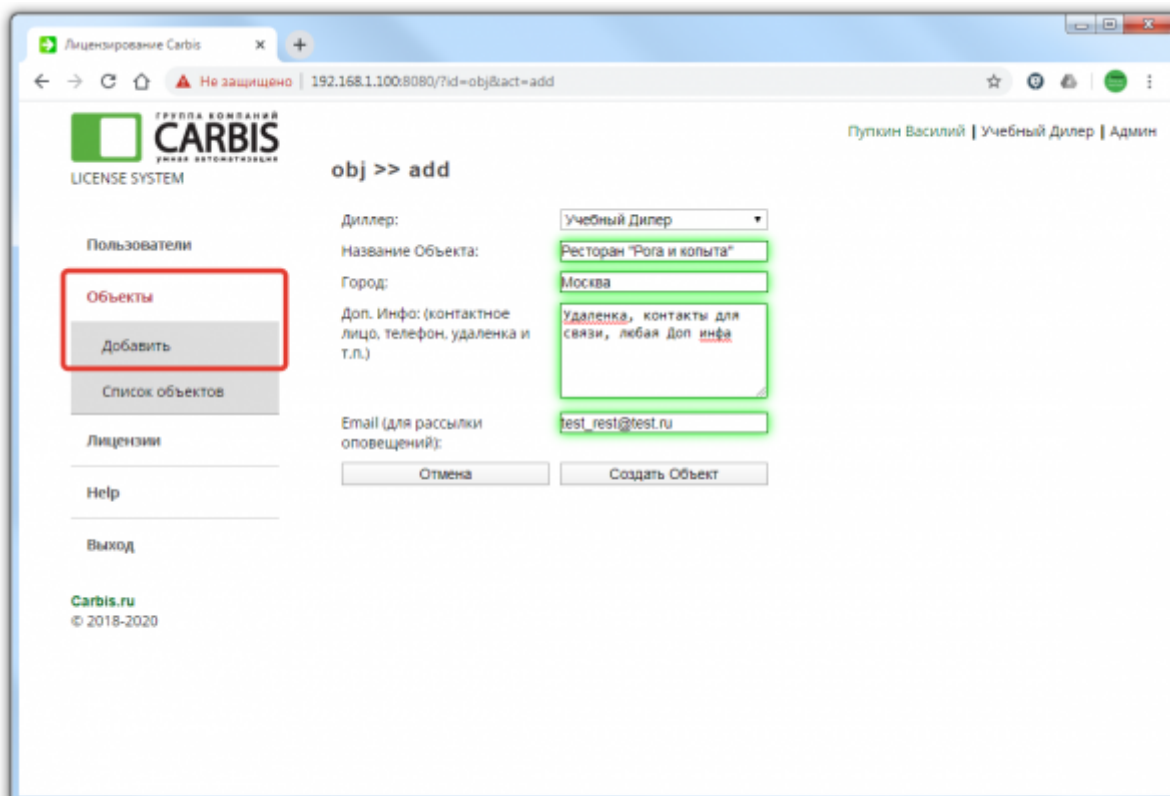 Лицензирование Carbis
Не защищено | 192.168.1.100:8080/?id=obj&act=add
ГРУППА КОМПАНИЙ
CARBIS
умная автоматизация
LICENSE SYSTEM
Пупкин Василий | Учебный Дилер | Админ
obj >> add
Пользователи
Объекты
Добавить
Список объектов
Лицензии
Help
Выход
Carbis.ru
© 2018-2020
Диллер:
Учебный Дилер
Название Объекта:
Ресторан "Рога и копыта"
Город:
Москва
Доп. Инфо: (контактное
лицо, телефон, удаленка и
т.п.)
Удаленка, контакты для
связи, любая Доп инфа
Email (для рассылки
оповещений):
test_rest@test.ru
Отмена
Создать Объект